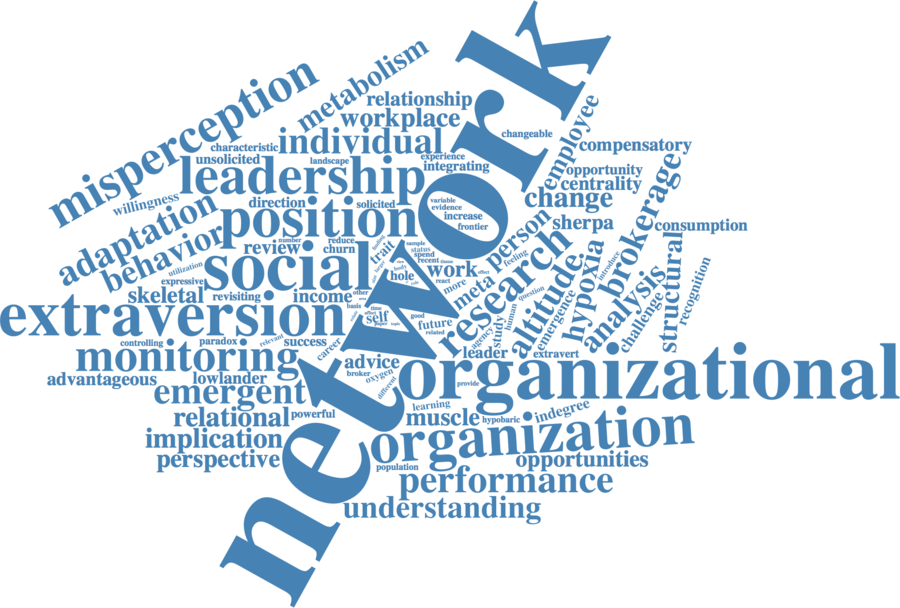 network
misperception
metabolism
relationship
workplace
employee
changeable
characteristic
individual
compensatory
unsolicited
landscape
experience
integrating
opportunity
leadership
centrality
willingness
variable
evidence
change
direction
solicited
brokerage
adaptation
position
increase
frontier
person
sherpa
consumption
behavior
review
number
reduce
churn
trait
sample
status
spend
recent
feeling
research
social
hole
work
effect
react
more
meta
hypoxia
introduce
structural
recognition
utilization
expressive
skeletal
revisiting
income
other
basis
time
self
paper
good
future
related
question
altitude
emergence
analysis
challenge
extraversion
controlling
paradox
relevant
success
career
agency
study
human
monitoring
advice
leader
extravert
organizational
advantageous
lowlander
broker
oxygen
different
provide
emergent
relational
powerful
learning
muscle
hypobaric
indegree
implication
organization
perspective
population
opportunities
performance
understanding